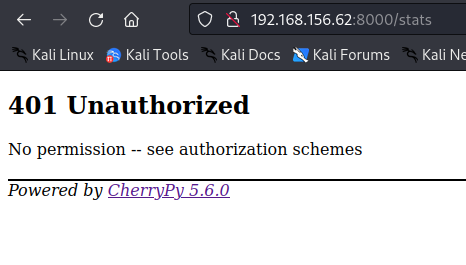 192.168.156.62:8000/stats
Kali Linux Kali Tools Kali Docs Kali Forums Kali Ne
401 Unauthorized
No permission -- see authorization schemes
Powered by CherryPy 5.6.0